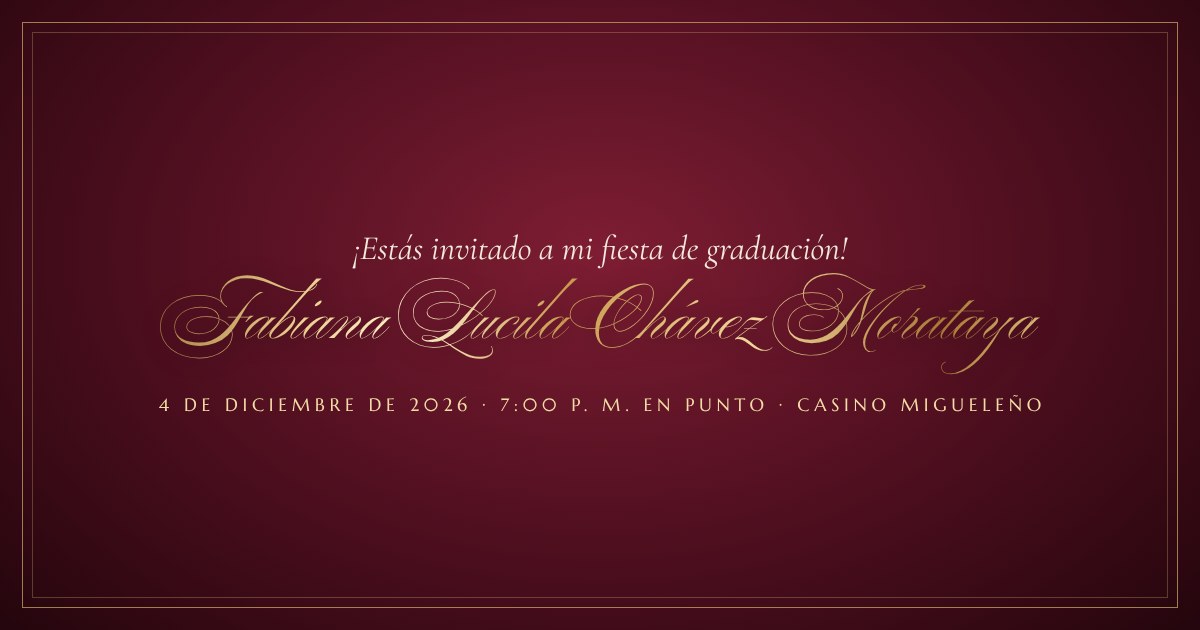 ¡Estás invitado a mi fiesta de graduación!
Fabiana Lucila Chávez Morataya
4 DE DICIEMBRE DE 2026 · 7:00 P. M. EN PUNTO · CASINO MIGUELEÑO